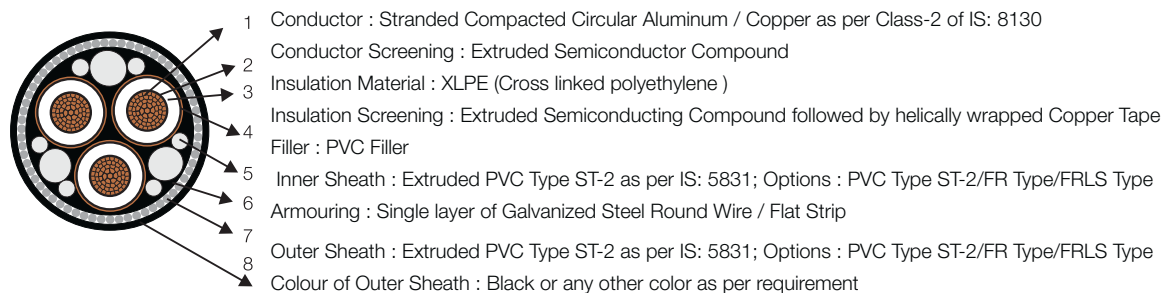 1 Conductor : Stranded Compacted Circular Aluminum / Copper as per Class-2 of IS: 8130
Conductor Screening : Extruded Semiconductor Compound
2
Insulation Material : XLPE (Cross linked polyethylene )
3
Insulation Screening : Extruded Semiconducting Compound followed by helically wrapped Copper Tape
4
Filler : PVC Filler
5
Inner Sheath : Extruded PVC Type ST-2 as per IS: 5831; Options : PVC Type ST-2/FR Type/FRLS Type
6
Armouring : Single layer of Galvanized Steel Round Wire / Flat Strip
7
Outer Sheath : Extruded PVC Type ST-2 as per IS: 5831; Options : PVC Type ST-2/FR Type/FRLS Type
8
Colour of Outer Sheath : Black or any other color as per requirement